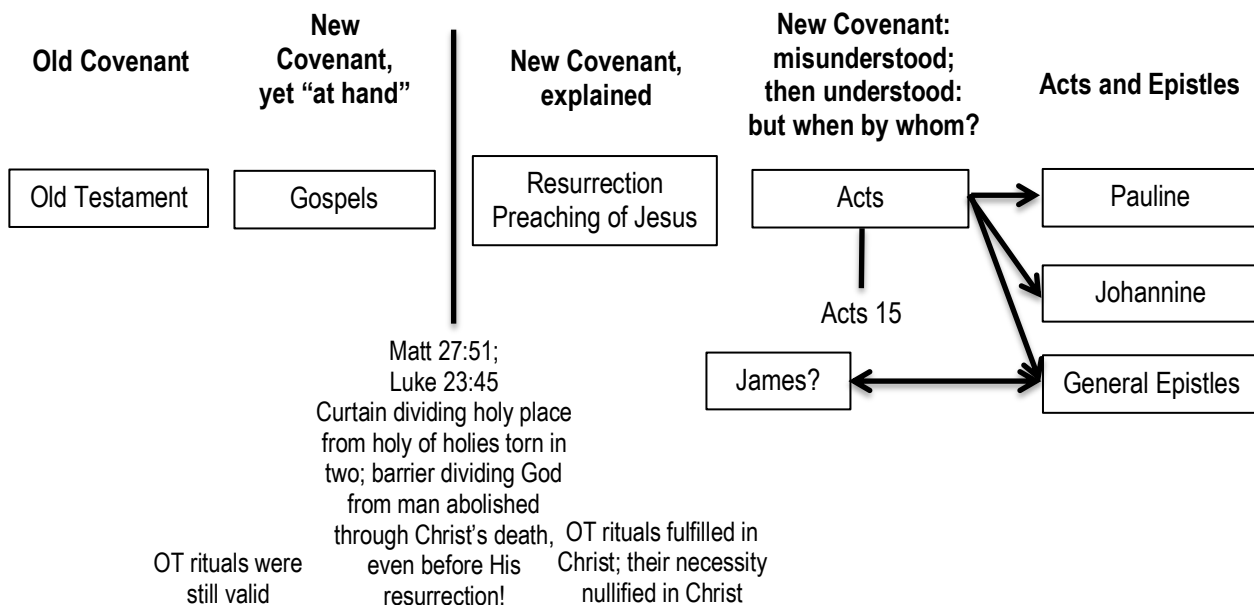 Old Covenant
New
Covenant,
yet “at hand”
New Covenant,
explained
New Covenant:
misunderstood;
then understood:
but when by whom?
Acts and Epistles
Old Testament
Gospels
Resurrection
Preaching of Jesus
Acts
Pauline
Johannine
Acts 15
James?
General Epistles
Matt 27:51;
Luke 23:45
Curtain dividing holy place
from holy of holies torn in
two; barrier dividing God
from man abolished
through Christ’s death,
even before His
resurrection!
OT rituals were
still valid
OT rituals fulfilled in
Christ; their necessity
nullified in Christ